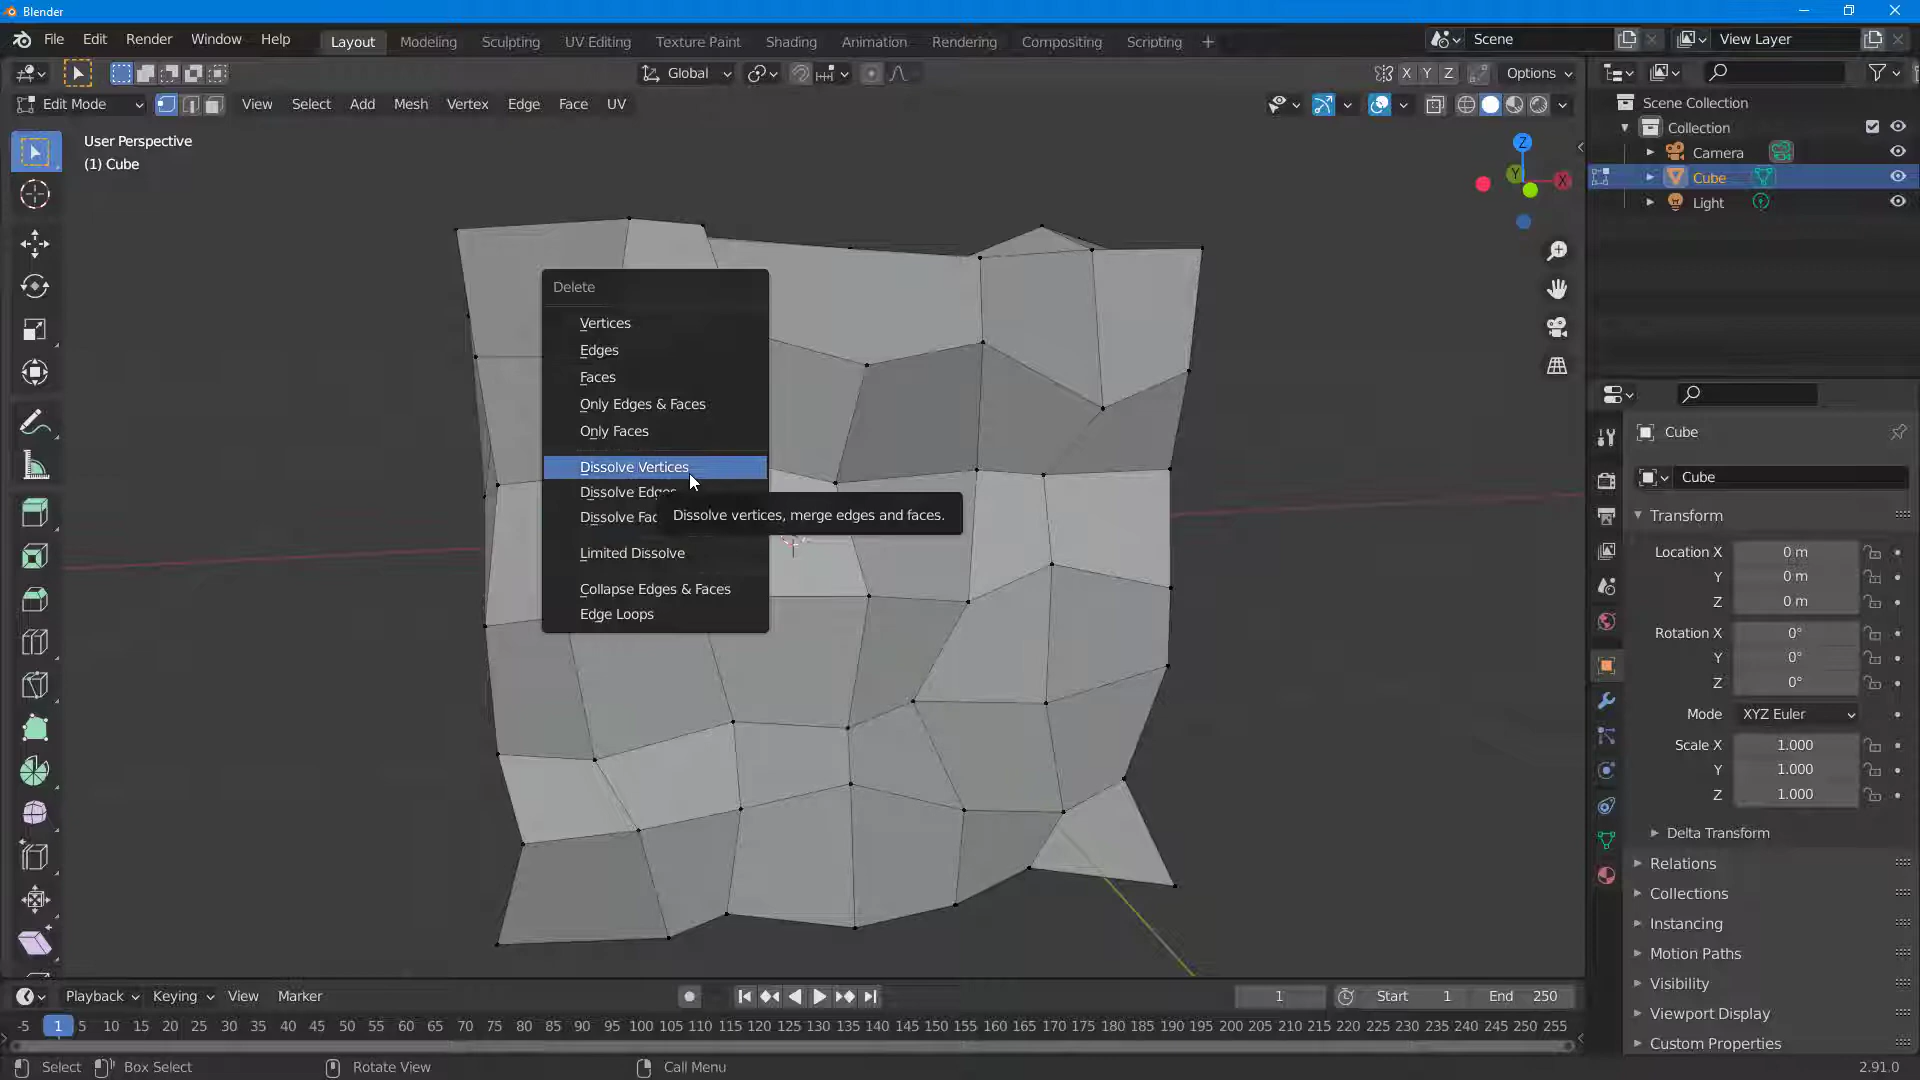 Blender
File Edit Render Window Help Layout Modeling Sculpting UV Editing Texture Paint Shading Animation Rendering Compositing Scripting + Scene View Layer
Global X Y Z Options
Edit Mode View Select Add Mesh Vertex Edge Face UV
User Perspective
(1) Cube
Z
Y
X
Scene Collection
Collection
Camera
Cube
Light
Delete
Vertices
Edges
Faces
Only Edges & Faces
Only Faces
Dissolve Vertices
Dissolve Edges
Dissolve Fac
Dissolve vertices, merge edges and faces.
Limited Dissolve
Collapse Edges & Faces
Edge Loops
Cube
Cube
Transform
Location X 0 m
Y 0 m
Z 0 m
Rotation X 0°
Y 0°
Z 0°
Mode XYZ Euler
Scale X 1.000
Y 1.000
Z 1.000
Delta Transform
Relations
Collections
Instancing
Motion Paths
Visibility
Viewport Display
Custom Properties
Playback Keying View Marker 1 Start 1 End 250
-5 1 5 10 15 20 25 30 35 40 45 50 55 60 65 70 75 80 85 90 95 100 105 110 115 120 125 130 135 140 145 150 155 160 165 170 175 180 185 190 195 200 205 210 215 220 225 230 235 240 245 250 255
Select Box Select Rotate View Call Menu 2.91.0